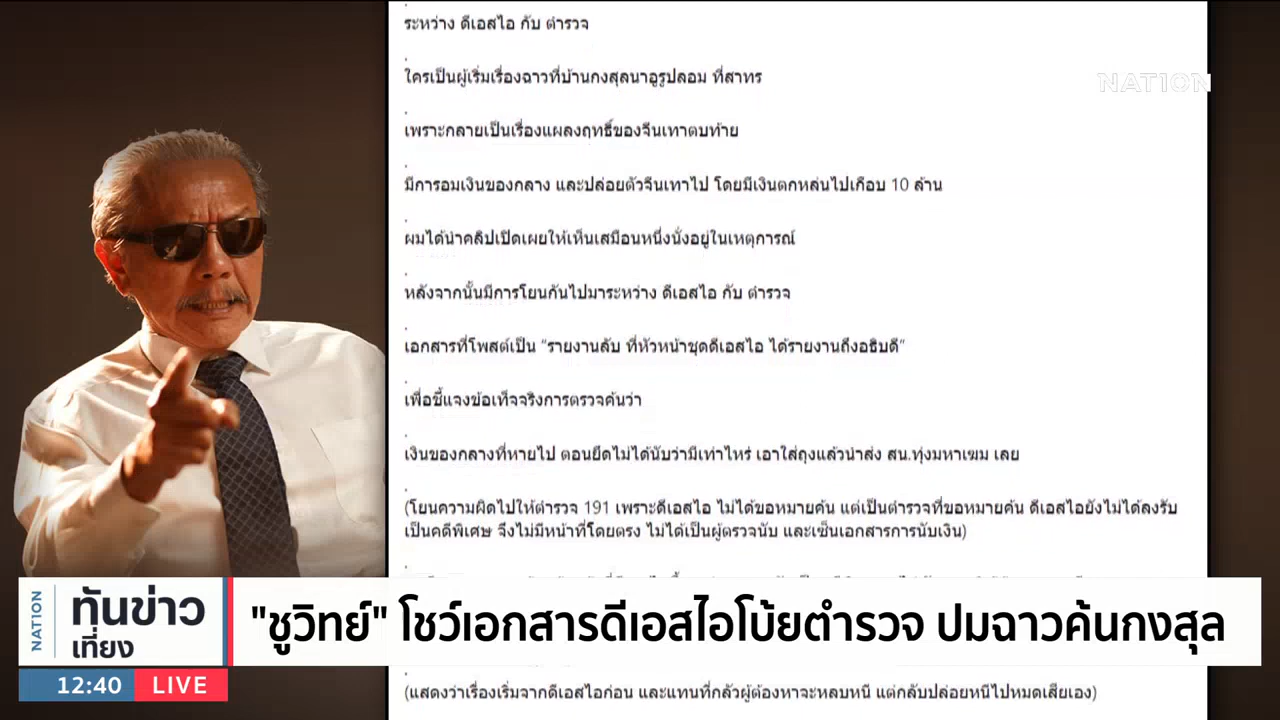 ระหว่าง ดีเอสไอ กับ ตำรวจ
.
ใครเป็นผู้เริ่มเรื่องฉาวที่บ้านกงสุลนาอูรูปลอม ที่สาทร
.
เพราะกลายเป็นเรื่องแผลงฤทธิ์ของจีนเทาตบท้าย
.
มีการอมเงินของกลาง และปล่อยตัวจีนเทาไป โดยมีเงินตกหล่นไปเกือบ 10 ล้าน
.
ผมได้นำคลิปเปิดเผยให้เห็นเสมือนหนึ่งนั่งอยู่ในเหตุการณ์
.
หลังจากนั้นมีการโยนกันไปมาระหว่าง ดีเอสไอ กับ ตำรวจ
.
เอกสารที่โพสต์เป็น “รายงานลับ ที่หัวหน้าชุดดีเอสไอ ได้รายงานถึงอธิบดี”
.
เพื่อชี้แจงข้อเท็จจริงการตรวจค้นว่า
.
เงินของกลางที่หายไป ตอนยึดไม่ได้นับว่ามีเท่าไหร่ เอาใส่ถุงแล้วนำส่ง สน.ทุ่งมหาเฆม เลย
.
(โยนความผิดไปให้ตำรวจ 191 เพราะดีเอสไอ ไม่ได้ขอหมายค้น แต่เป็นตำรวจที่ขอหมายค้น ดีเอสไอยังไม่ได้ลงรับ
เป็นคดีพิเศษ จึงไม่มีหน้าที่โดยตรง ไม่ได้เป็นผู้ตรวจนับ และเซ็นเอกสารการนับเงิน)
.
NATION
NATION
ทันข่าว
เที่ยง
"ชูวิทย์" โชว์เอกสารดีเอสไอโบ้ยตำรวจ ปมฉาวค้นกงสุล
12:40 LIVE
(แสดงว่าเรื่องเริ่มจากดีเอสไอก่อน และแทนที่กลัวผู้ต้องหาจะหลบหนี แต่กลับปล่อยหนีไปหมดเสียเอง)